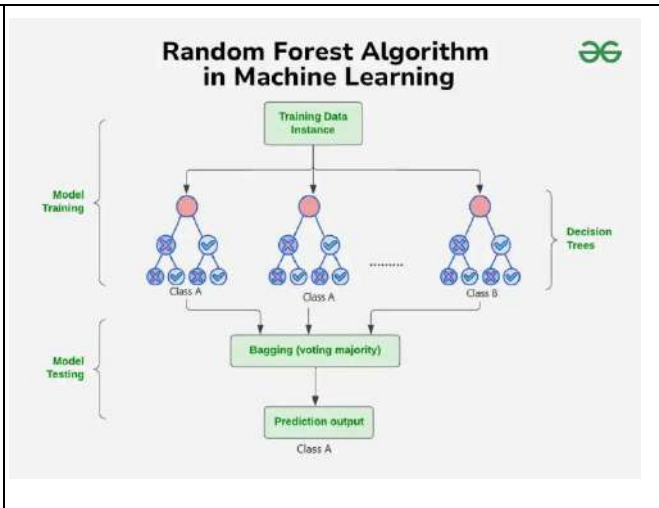 Random Forest Algorithm
in Machine Learning
Training Data
Instance
Model
Training
Decision
Trees
.........
Class A
Class A
Class B
Bagging (voting majority)
Model
Testing
Prediction output
Class A